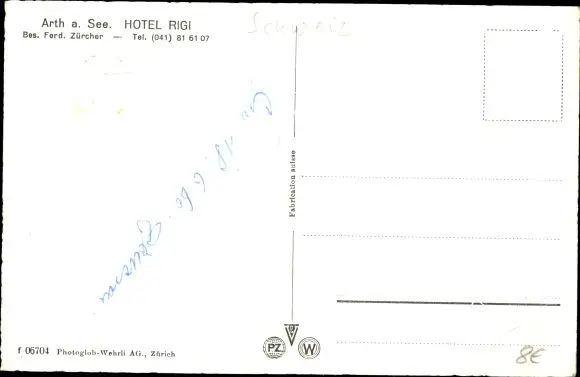 Arth a. See. HOTEL RIGI
Bes. Ferd. Zürcher — Tel. (041) 81 61 07
Schweiz
Fabrication suisse
f 06704 Photoglob-Wehrli AG., Zürich
PZ
W
8€